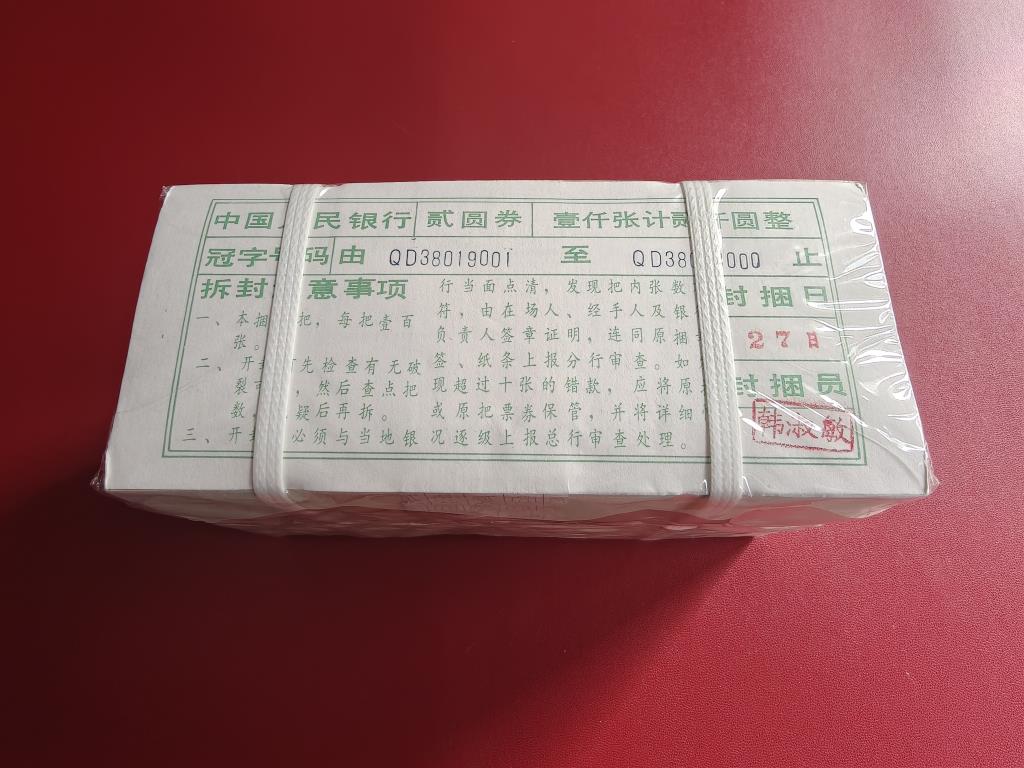 中国 民银行 贰圆券 壹仟张计贰 圆整
冠字号码 由 QD38019001 至 QD38 000 止
拆封 意事项
一、本捆 把，每把壹百
张。
二、开 先检查有无破
裂 ，然后查点把
数， 疑后再拆。
三、开 必须与当地银
行当面点清，发现把内张数
符，由在场人、经手人及银
负责人签章证明，连同原捆
签、纸条上报分行审查。如
现超过十张的错款，应将原
或原把票券保管，并将详细
况逐级上报总行审查处理。
封捆日
27日
封捆员
韩淑敏